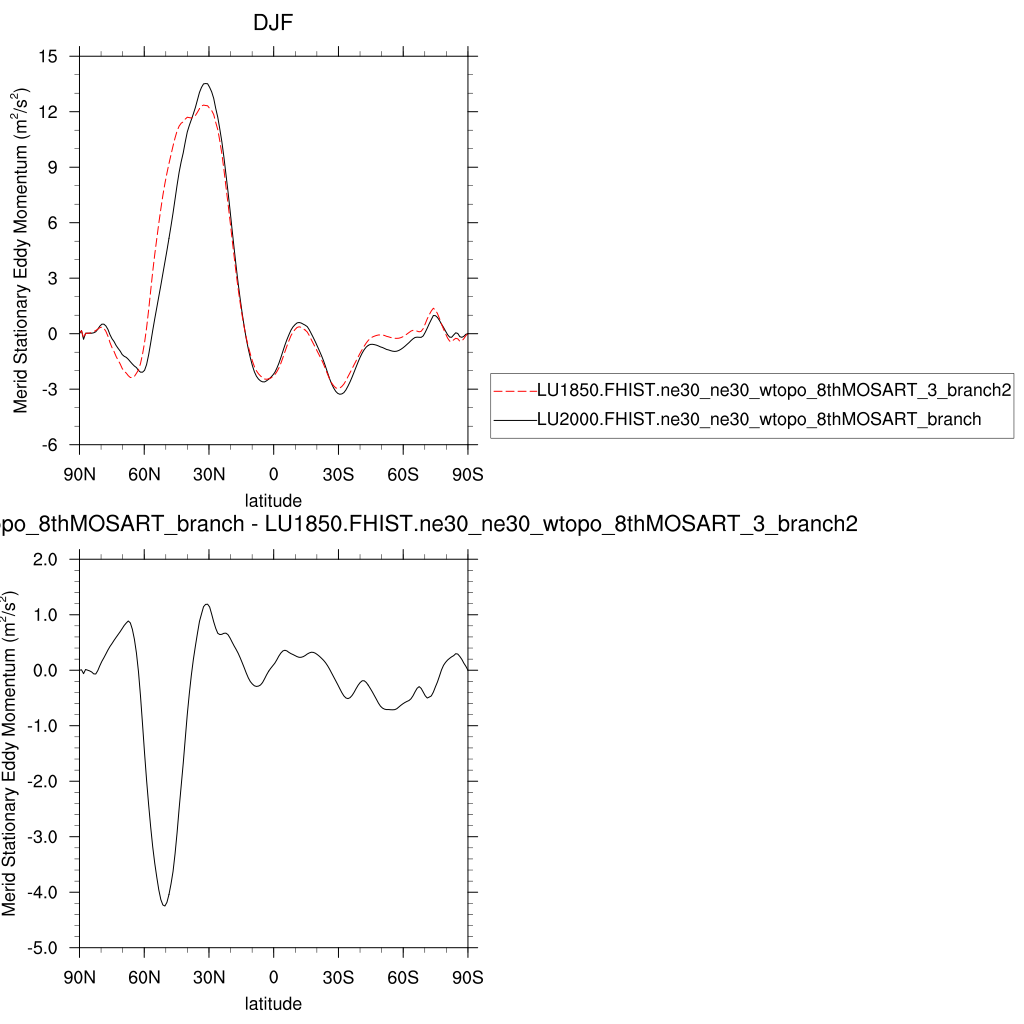 DJF
Merid Stationary Eddy Momentum (m²/s²)
15
12
9
6
3
0
-3
-6
90N 60N 30N 0 30S 60S 90S
latitude
LU1850.FHIST.ne30_ne30_wtopo_8thMOSART_3_branch2
LU2000.FHIST.ne30_ne30_wtopo_8thMOSART_branch
po_8thMOSART_branch - LU1850.FHIST.ne30_ne30_wtopo_8thMOSART_3_branch2
Merid Stationary Eddy Momentum (m²/s²)
2.0
1.0
0.0
-1.0
-2.0
-3.0
-4.0
-5.0
90N 60N 30N 0 30S 60S 90S
latitude